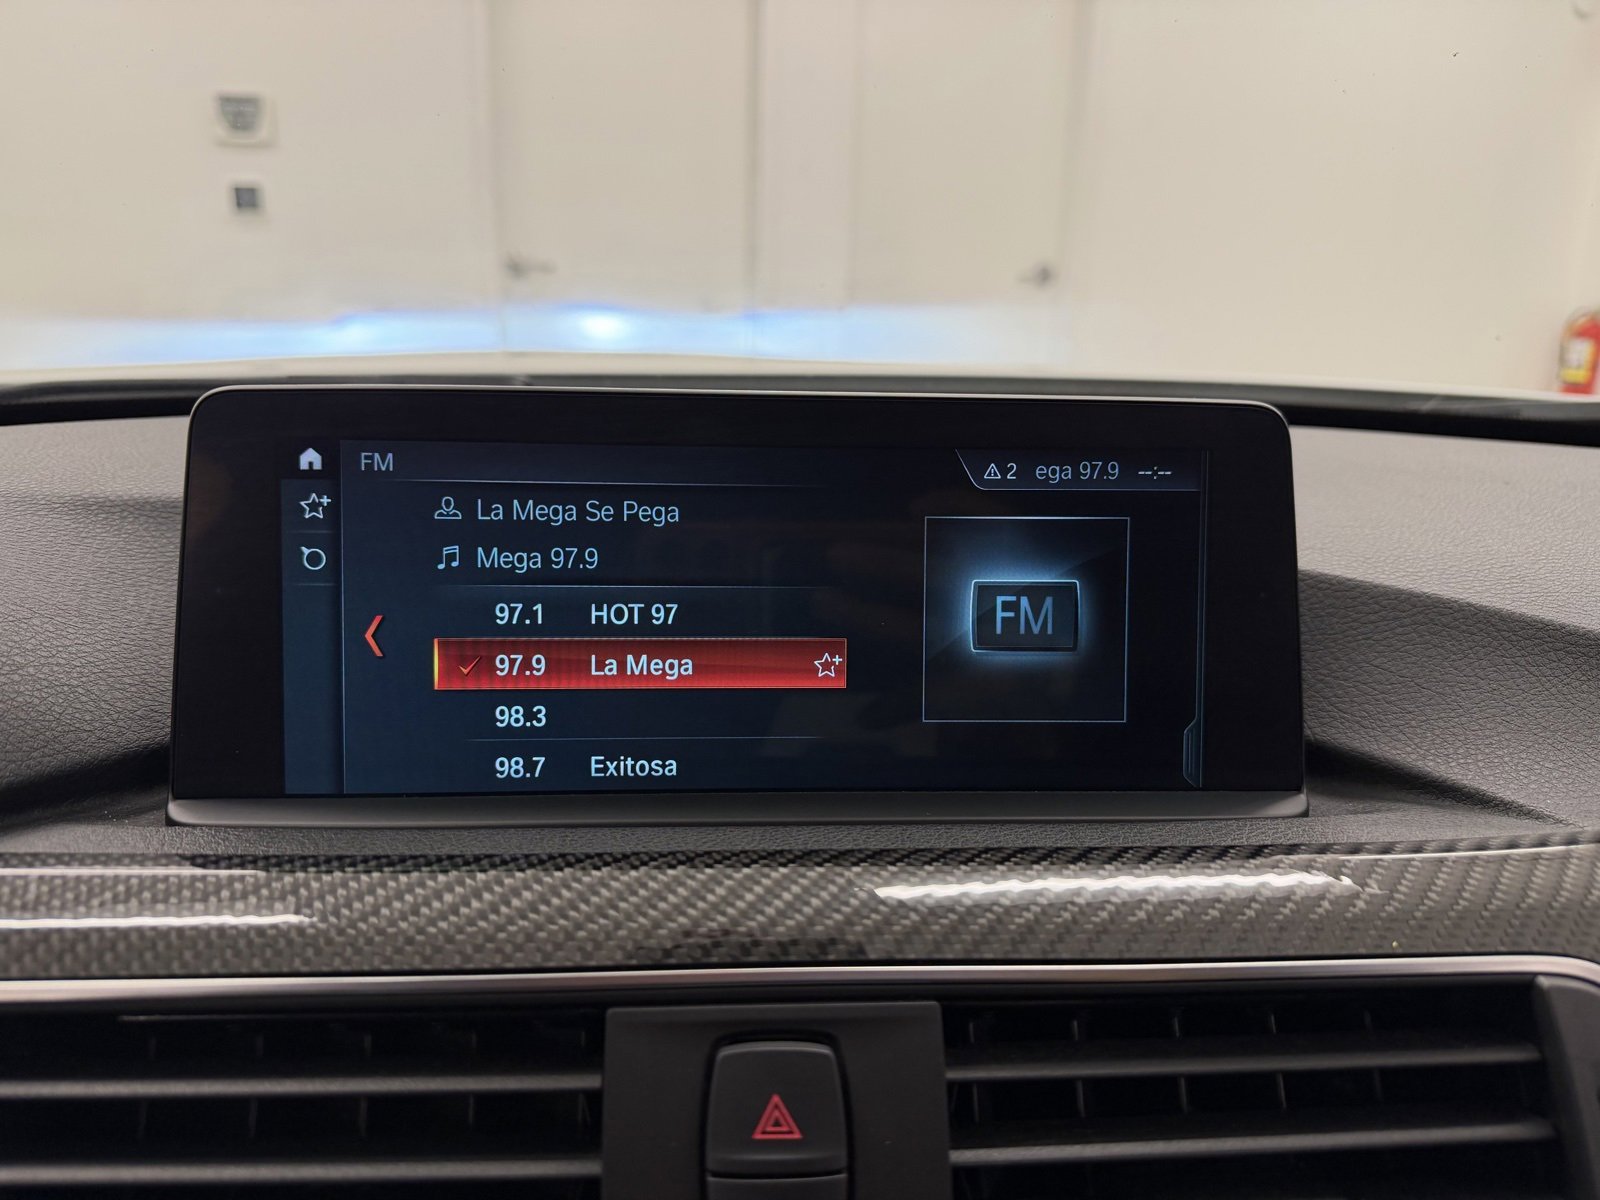 FM
2 ega 97.9 --:--
La Mega Se Pega
Mega 97.9
97.1 HOT 97
97.9 La Mega
98.3
98.7 Exitosa
FM